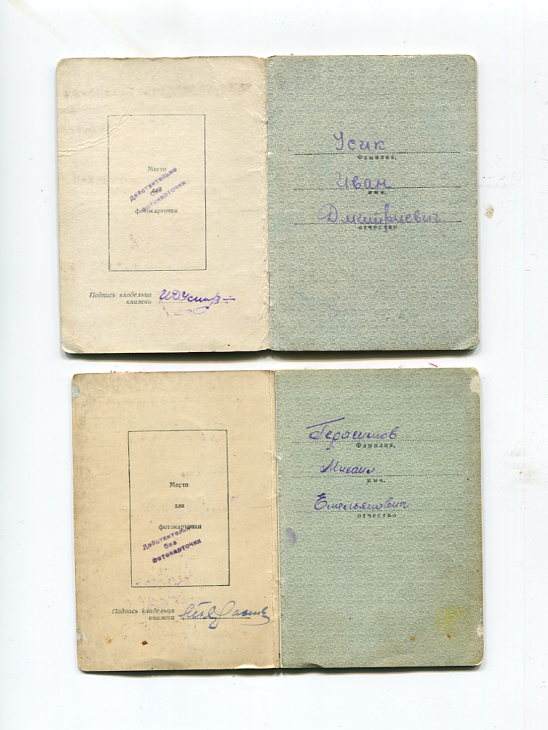 Место
Действительно
без
фотокарточки
фотокарточки
Подпись владельца
книжки
Усик
Фамилия,
Иван
имя,
Дмитриевич
отчество
Место
для
фотокарточки
Действительно
без
фотокарточки
Подпись владельца
книжки
Герасимов
Фамилия,
Михаил
имя,
Емельянович
отчество